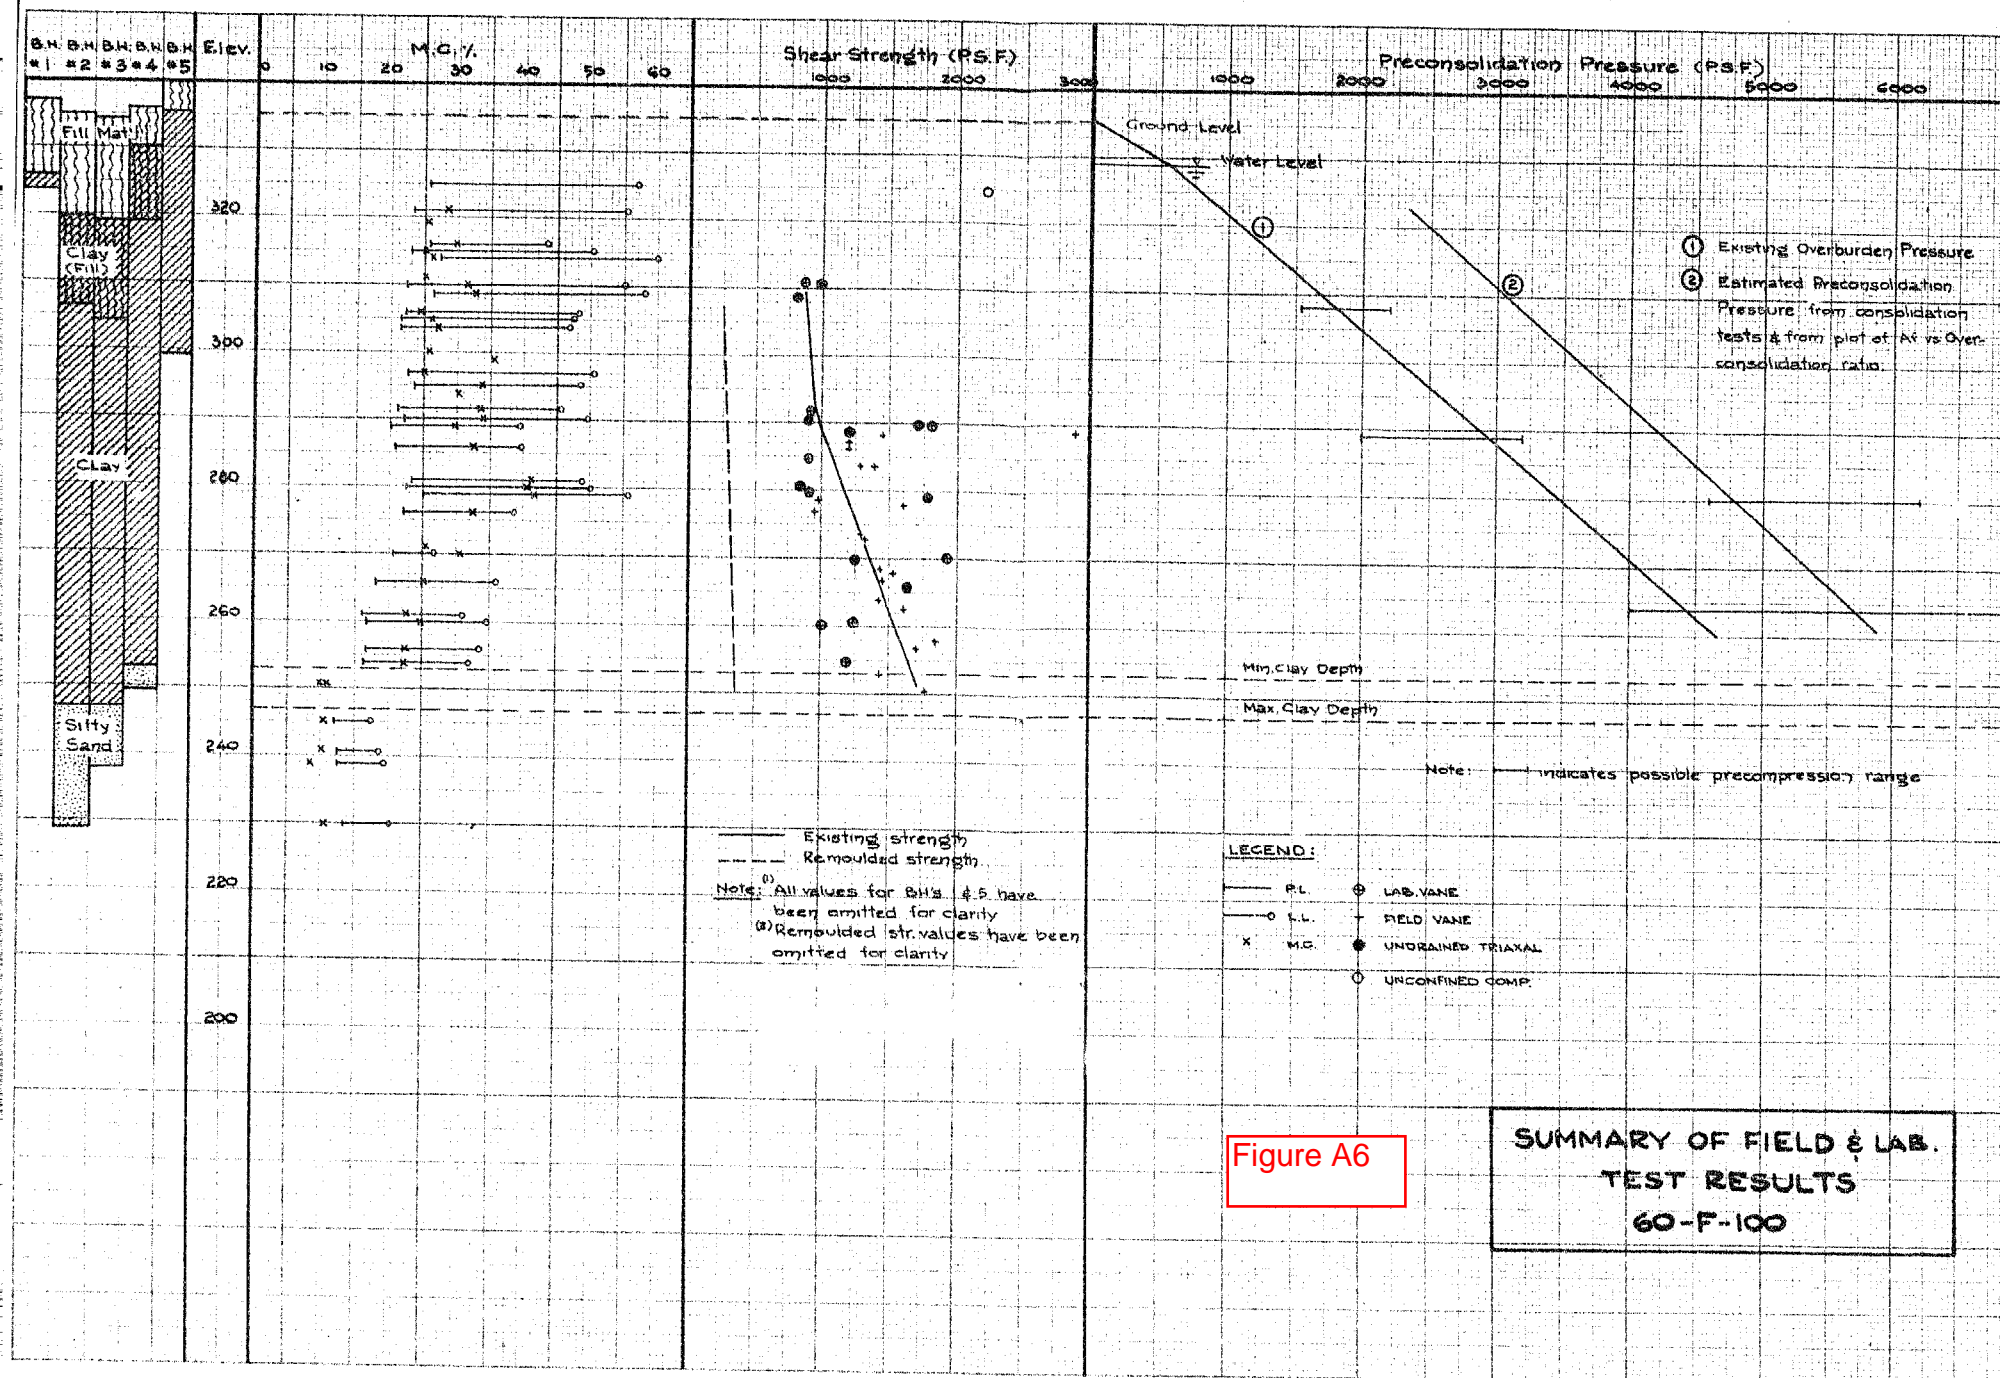 B.H. B.H. B.H. B.H. B.H. Elev. M.C. % Shear Strength (P.S.F.) Preconsolidation Pressure (P.S.F.)
#1 #2 #3 #4 #5
0 10 20 30 40 50 60 1000 2000 3000 1000 2000 3000 4000 5000 6000
Fill Mat'l
Ground Level
Water Level
320
Clay
(Fill)
1
1 Existing Overburden Pressure
2
2 Estimated Preconsolidation
Pressure from consolidation
tests & from plot of Af vs Over-
consolidation ratio.
300
Clay
280
260
Min. Clay Depth
Max. Clay Depth
Silty
Sand
240
Note: indicates possible precompression range
Existing strength
Remoulded strength
220
Note: (1) All values for BH's & 5 have
been omitted for clarity
(2) Remoulded str. values have been
omitted for clarity
LEGEND:
P.L. LAB. VANE
L.L. FIELD VANE
M.C. UNDRAINED TRIAXAL
UNCONFINED COMP.
200
Figure A6
SUMMARY OF FIELD & LAB.
TEST RESULTS
60-F-100